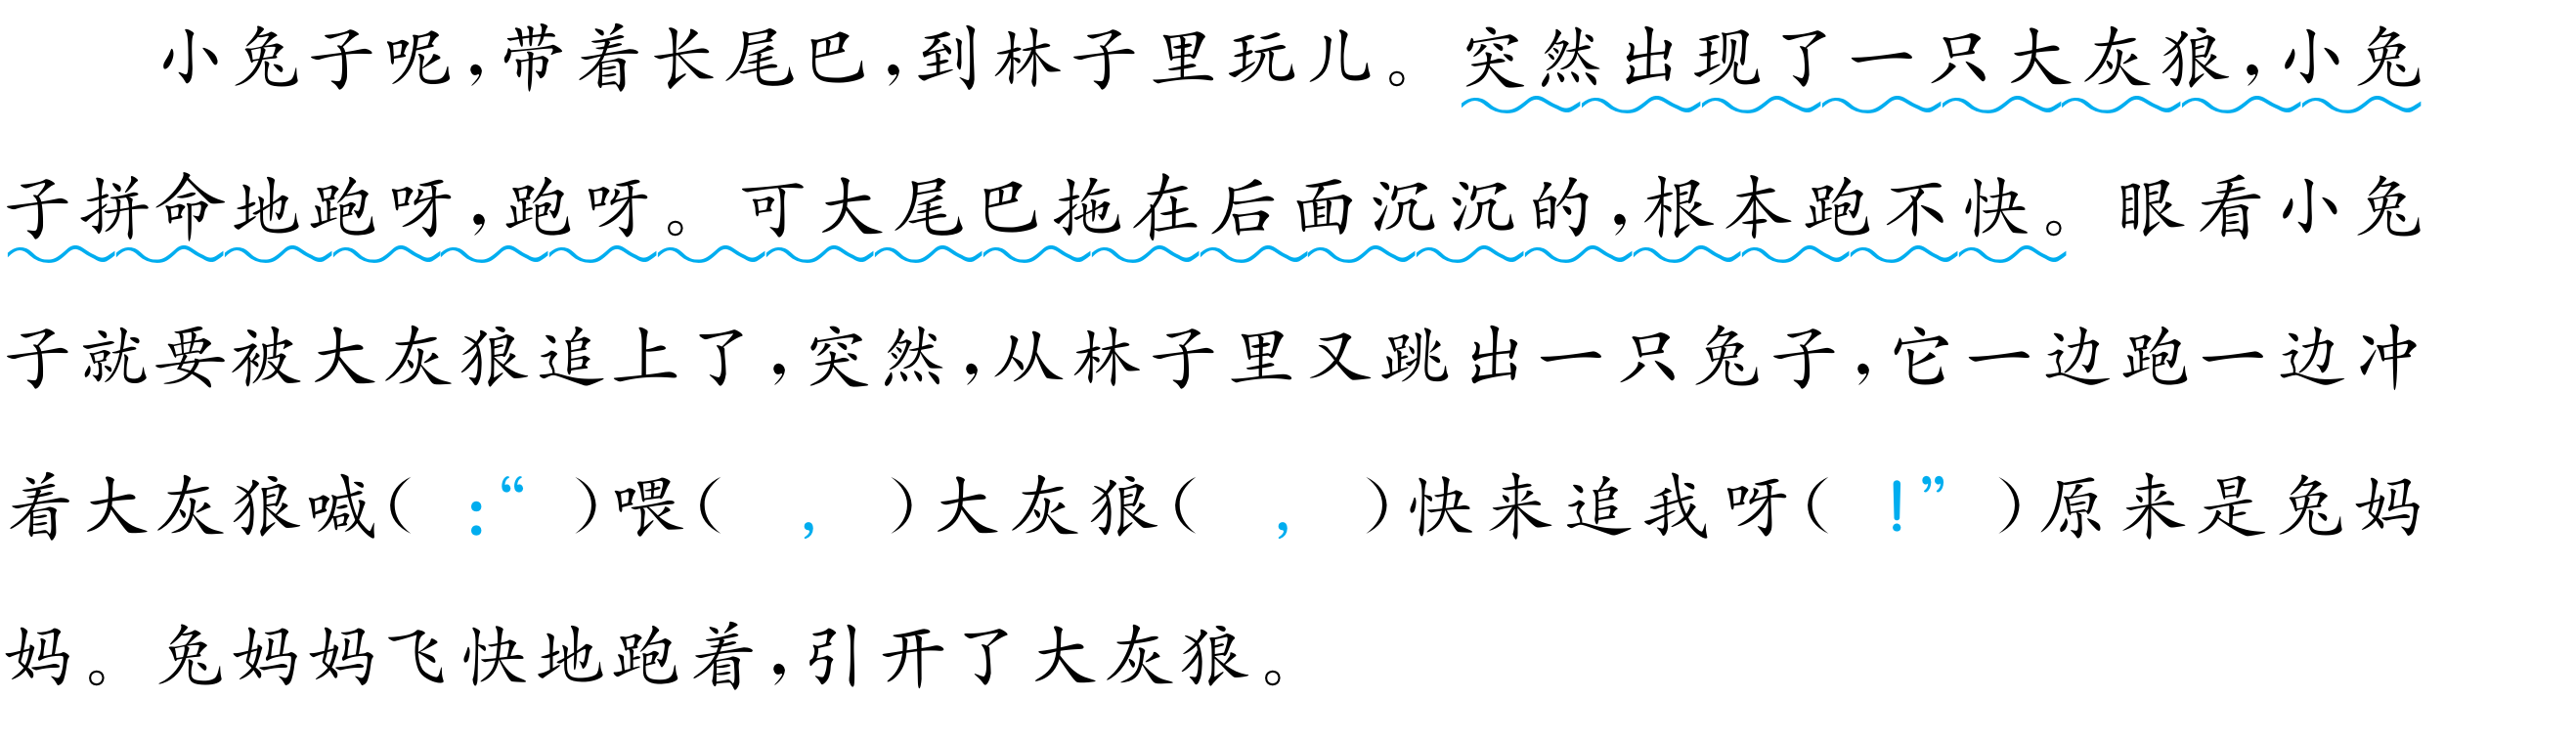 小兔子呢,带着长尾巴,到林子里玩儿。突然出现了一只大灰狼,小兔
子拼命地跑呀,跑呀。可大尾巴拖在后面沉沉的,根本跑不快。眼看小兔
子就要被大灰狼追上了,突然,从林子里又跳出一只兔子,它一边跑一边冲
着大灰狼喊( :“ )喂( , )大灰狼( , )快来追我呀( !” )原来是兔妈
妈。兔妈妈飞快地跑着,引开了大灰狼。